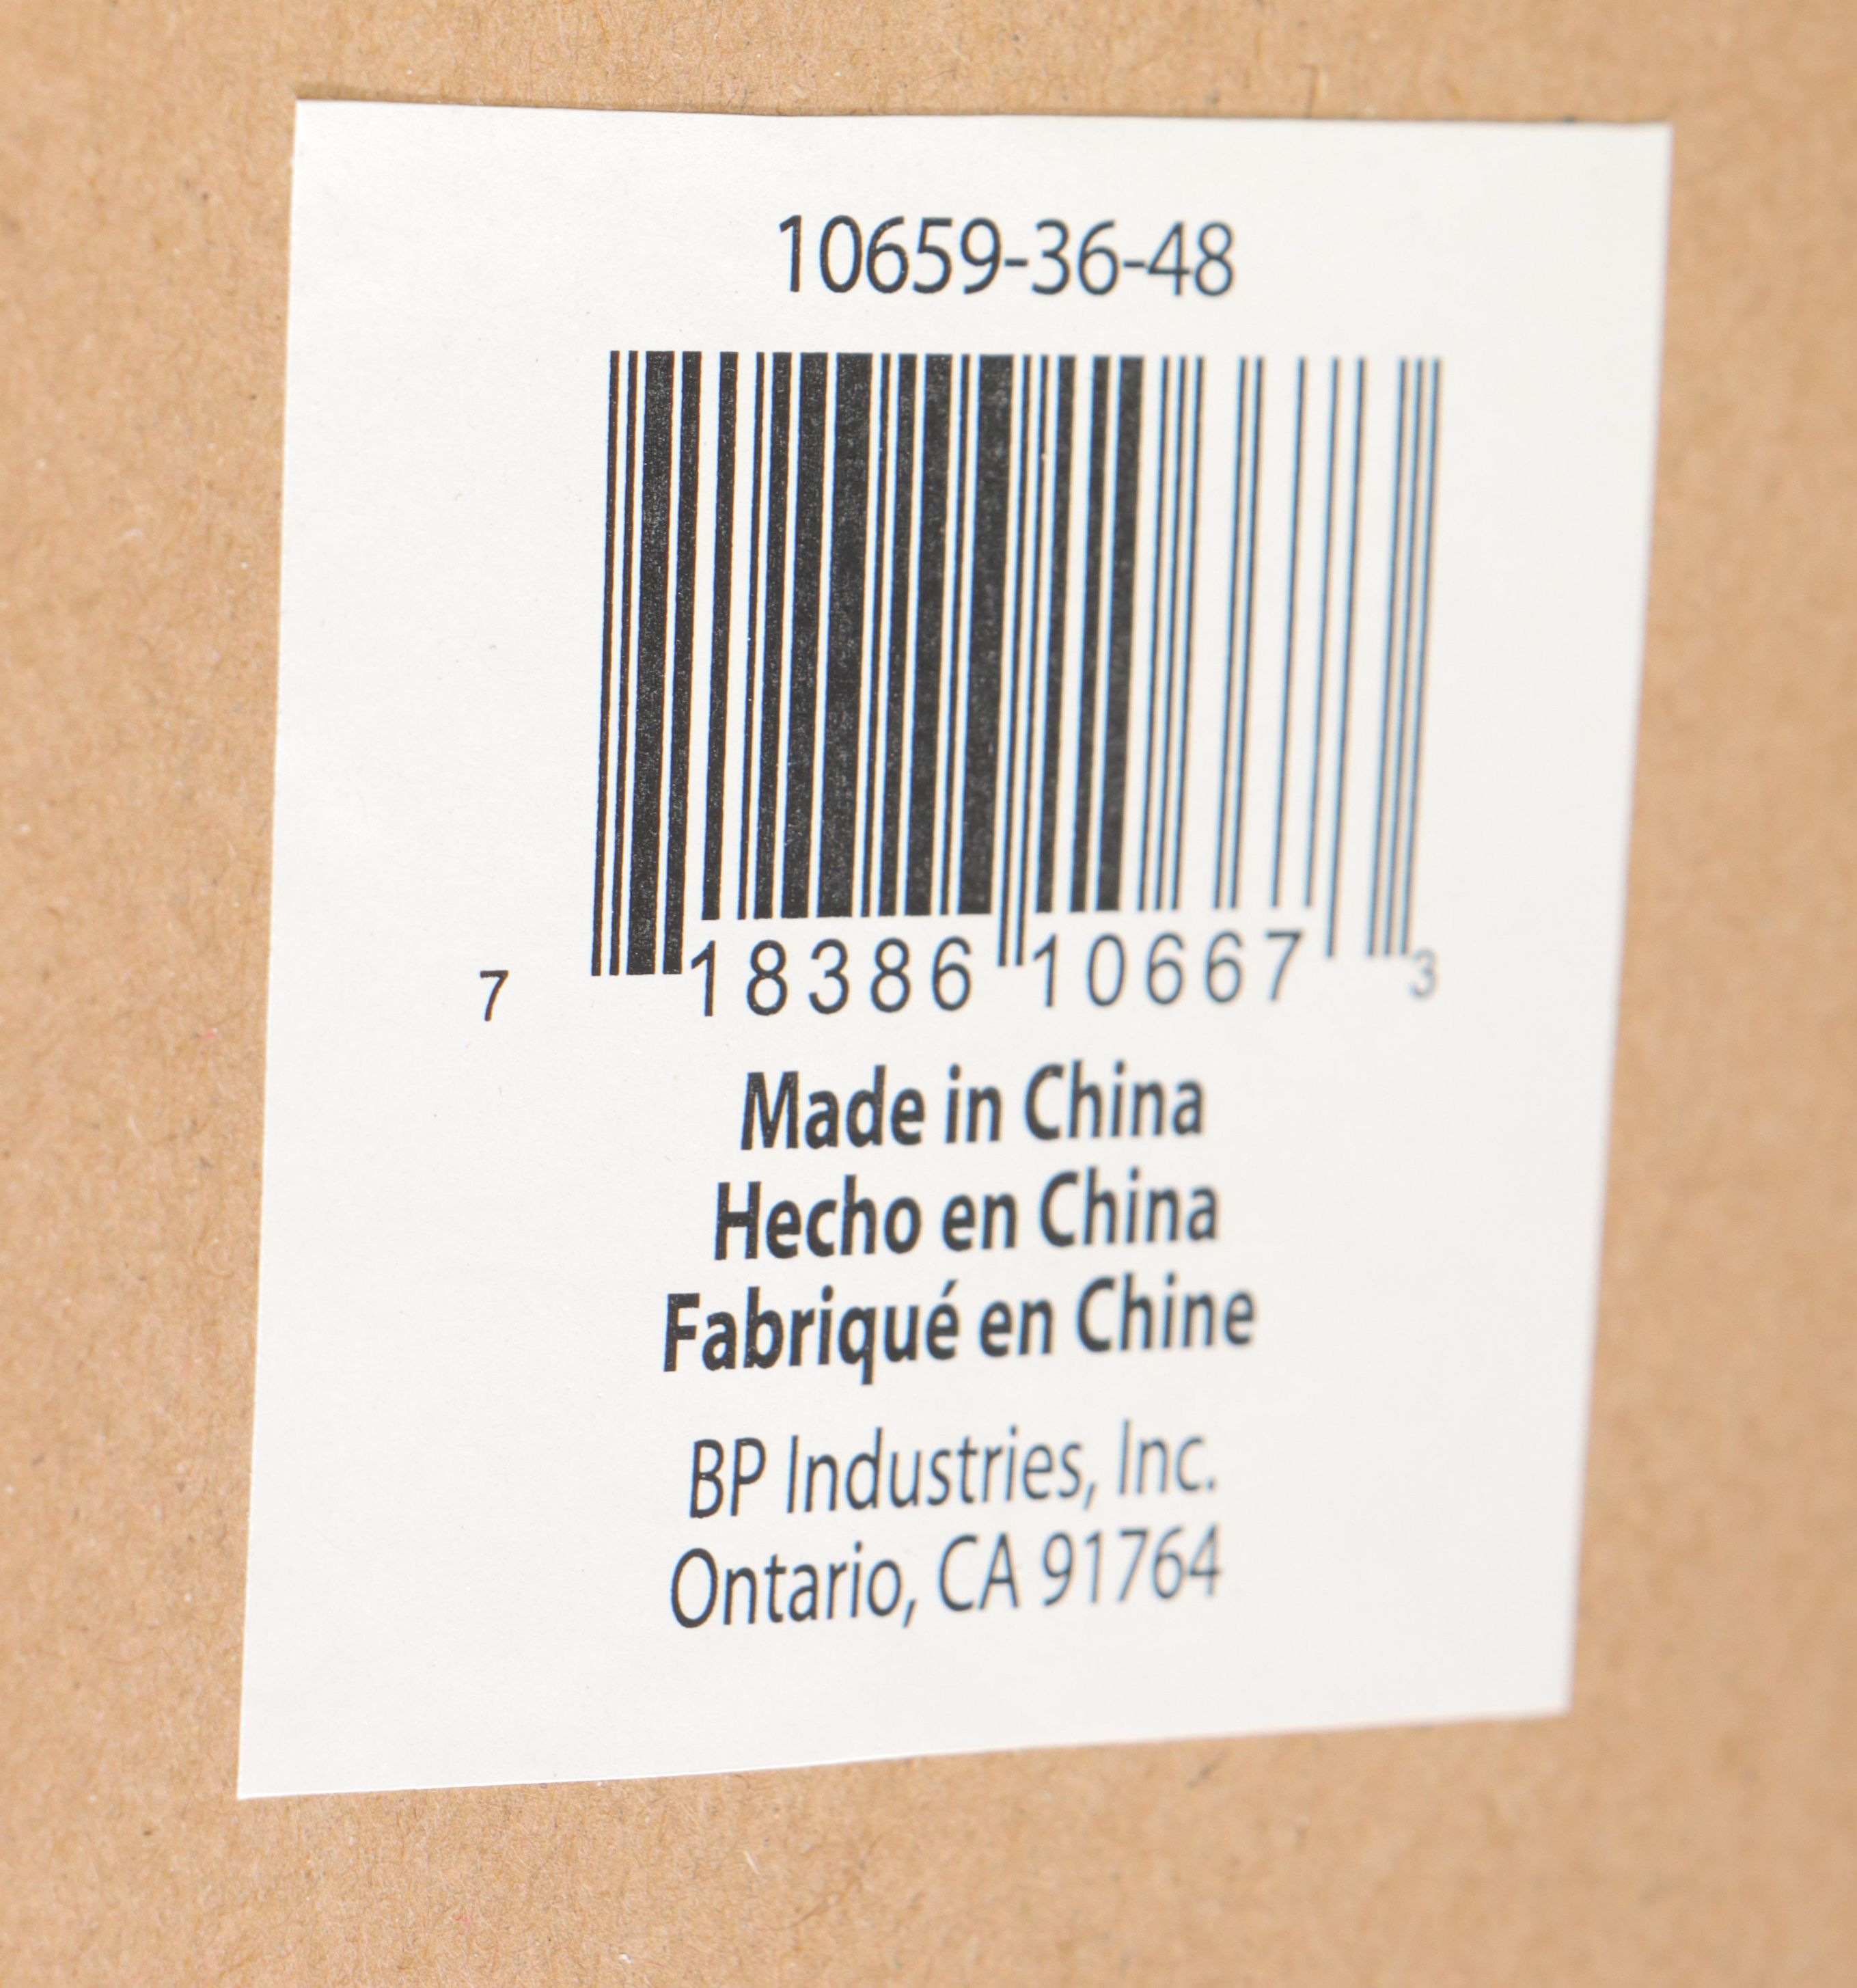 10659-36-48
7 18386 10667 3
Made in China
Hecho en China
Fabriqué en Chine
BP Industries, Inc.
Ontario, CA 91764